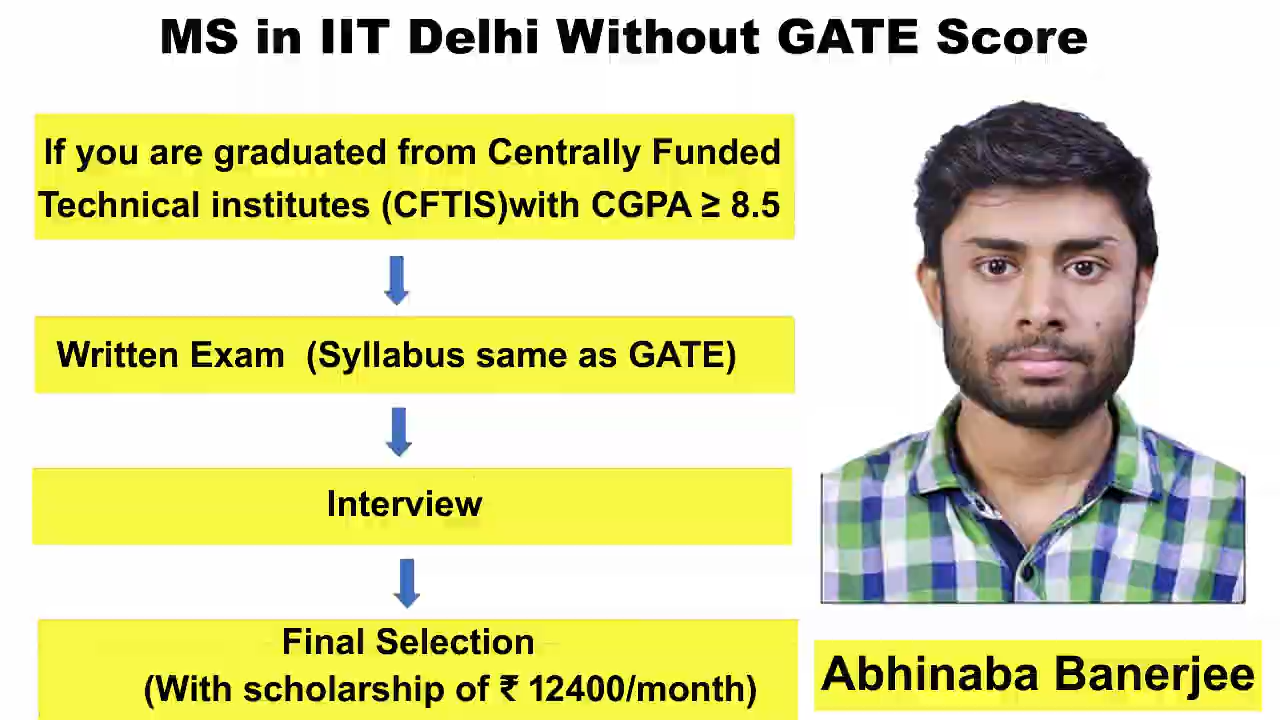 MS in IIT Delhi Without GATE Score
If you are graduated from Centrally Funded
Technical institutes (CFTIS)with CGPA ≥ 8.5
Written Exam (Syllabus same as GATE)
Interview
Final Selection
(With scholarship of ₹ 12400/month)
Abhinaba Banerjee